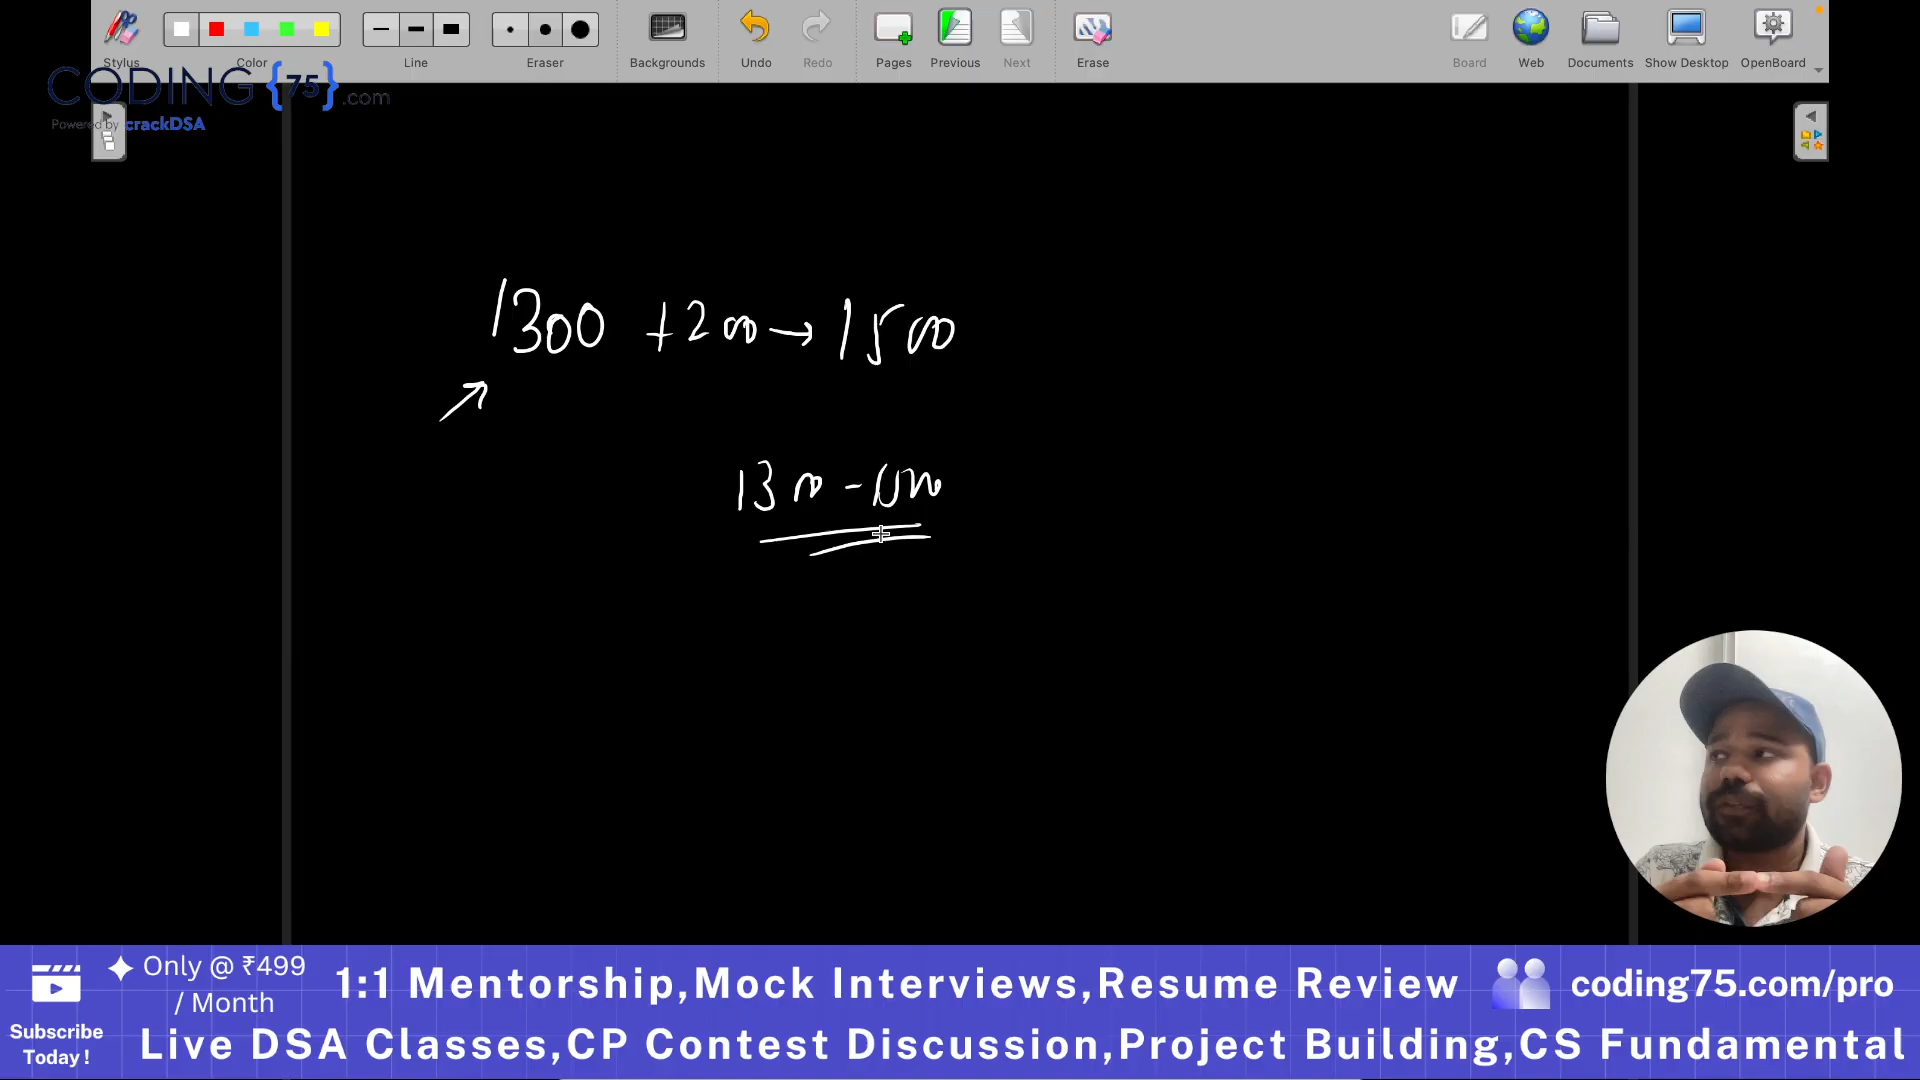 Stylus
Color
Line
Eraser
Backgrounds
Undo
Redo
Pages
Previous
Next
Erase
Board
Web
Documents
Show Desktop
OpenBoard
CODING {75} .com
Powered by crackDSA
1300 + 200 → 1500
1300 -
Only @ ₹499
/ Month
Subscribe
Today !
1:1 Mentorship,Mock Interviews,Resume Review
coding75.com/pro
Live DSA Classes,CP Contest Discussion,Project Building,CS Fundamental